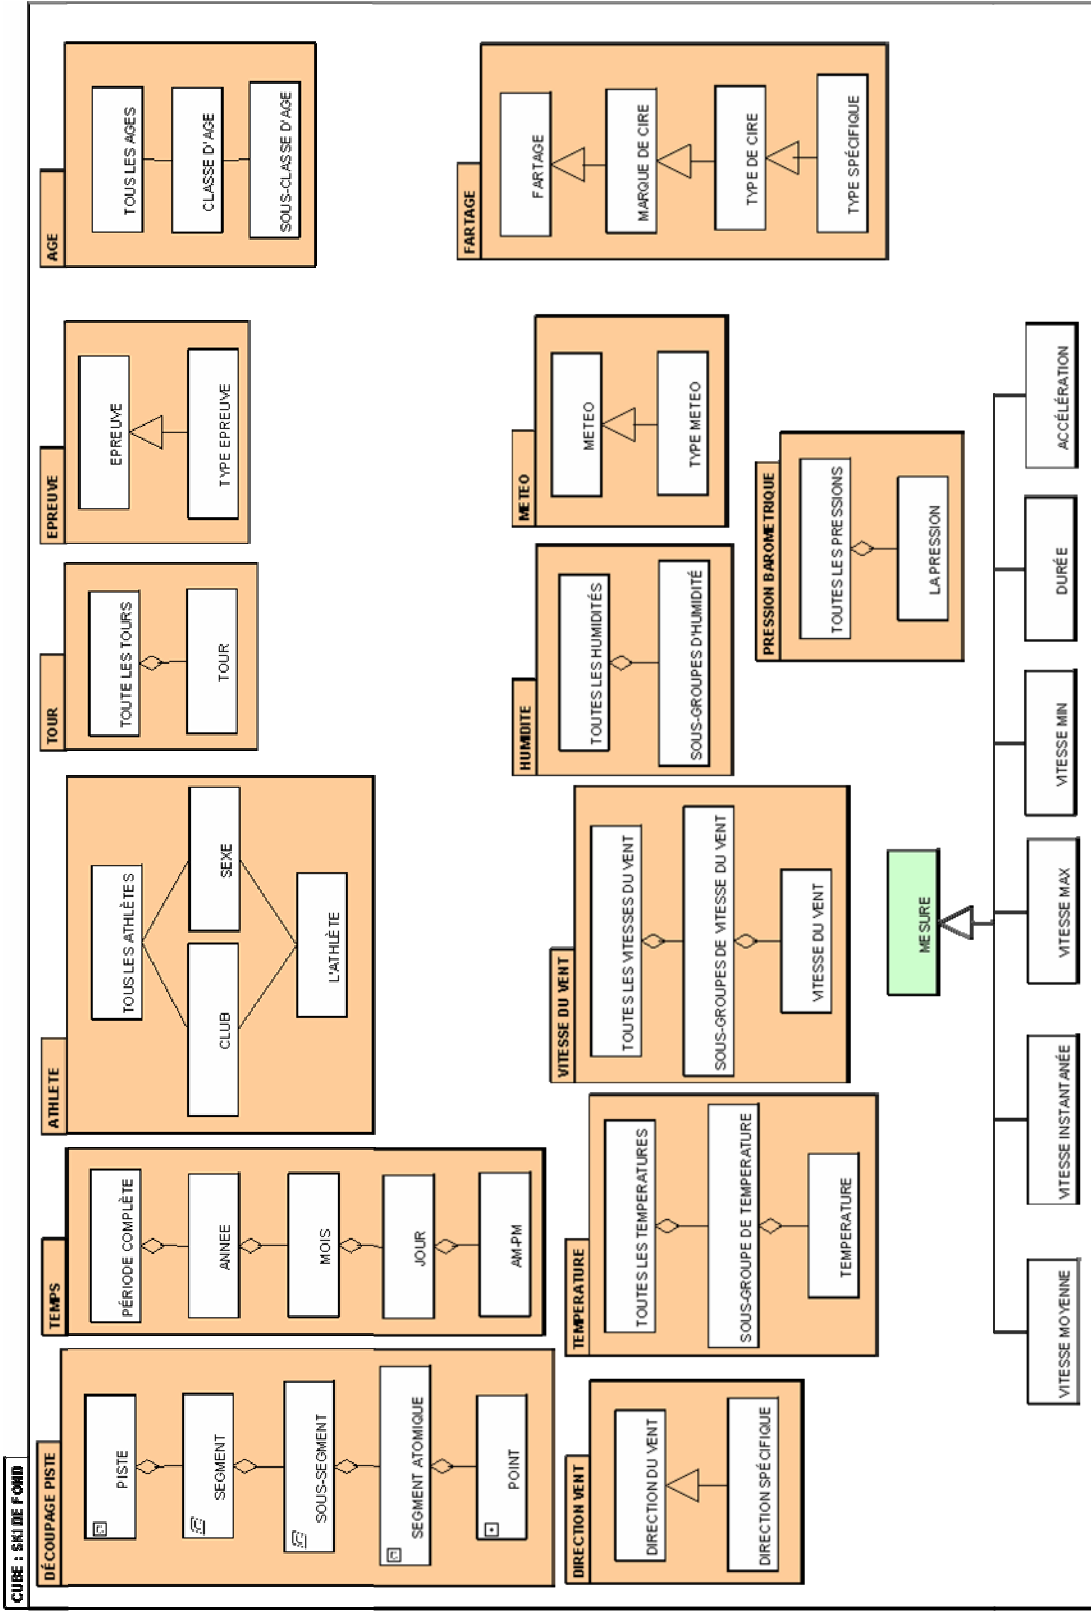 CUBE : SKI DE FOND
DÉCOUPAGE PISTE
PISTE
SEGMENT
SOUS-SEGMENT
SEGMENT ATOMIQUE
POINT
TEMPS
PÉRIODE COMPLÈTE
ANNEE
MOIS
JOUR
AM-PM
ATHLETE
TOUS LES ATHLÈTES
CLUB
SEXE
L'ATHLÈTE
TOUR
TOUTE LES TOURS
TOUR
EPREUVE
EPREUVE
TYPE EPREUVE
AGE
TOUS LES AGES
CLASSE D'AGE
SOUS-CLASSE D'AGE
DIRECTION VENT
DIRECTION DU VENT
DIRECTION SPÉCIFIQUE
TEMPERATURE
TOUTES LES TEMPERATURES
SOUS-GROUPE DE TEMPERATURE
TEMPERATURE
VITESSE DU VENT
TOUTE LES VITESSES DU VENT
SOUS-GROUPES DE VITESSE DU VENT
VITESSE DU VENT
HUMIDITE
TOUTES LES HUMIDITÉS
SOUS-GROUPES D'HUMIDITÉ
METEO
METEO
TYPE METEO
FARTAGE
FARTAGE
MARQUE DE CIRE
TYPE DE CIRE
TYPE SPÉCIFIQUE
PRESSION BAROMETRIQUE
TOUTES LES PRESSIONS
LA PRESSION
MESURE
VITESSE MOYENNE
VITESSE INSTANTANÉE
VITESSE MAX
VITESSE MIN
DURÉE
ACCÉLÉRATION